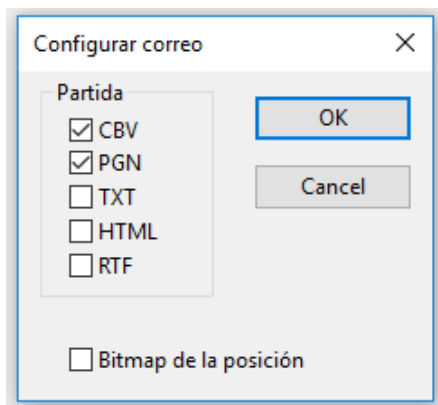 Configurar correo
Partida
CBV
PGN
TXT
HTML
RTF
OK
Cancel
Bitmap de la posición